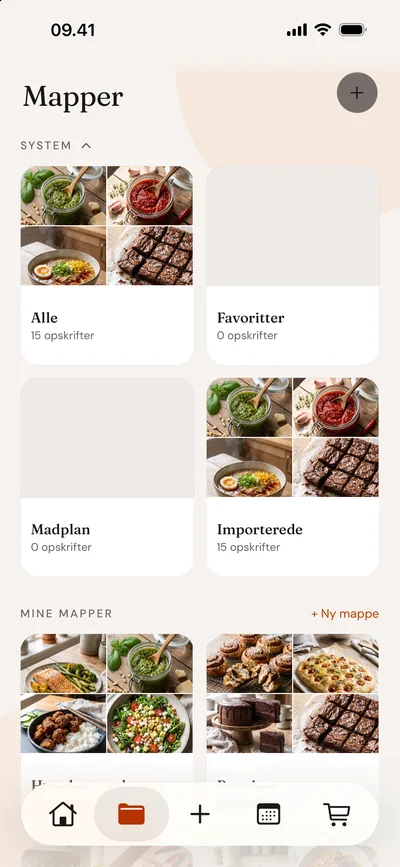 09.41
Mapper
SYSTEM
Alle
15 opskrifter
Favoritter
0 opskrifter
Madplan
0 opskrifter
Importerede
15 opskrifter
MINE MAPPER
+ Ny mappe